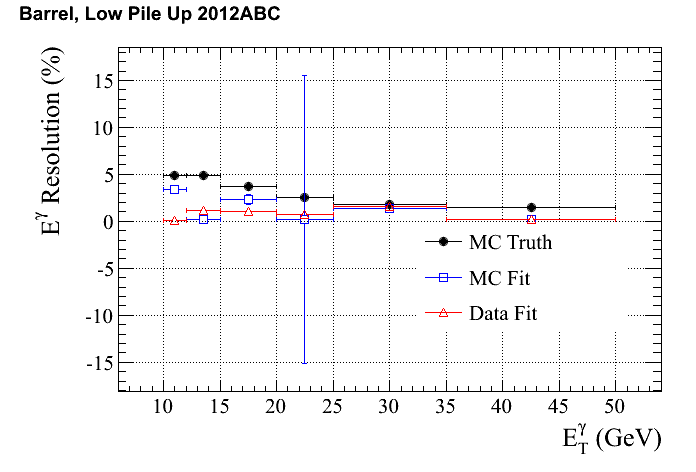 Barrel, Low Pile Up 2012ABC
E^γ Resolution (%)
15
10
5
0
-5
-10
-15
MC Truth
MC Fit
Data Fit
10 15 20 25 30 35 40 45 50
E_T^γ (GeV)